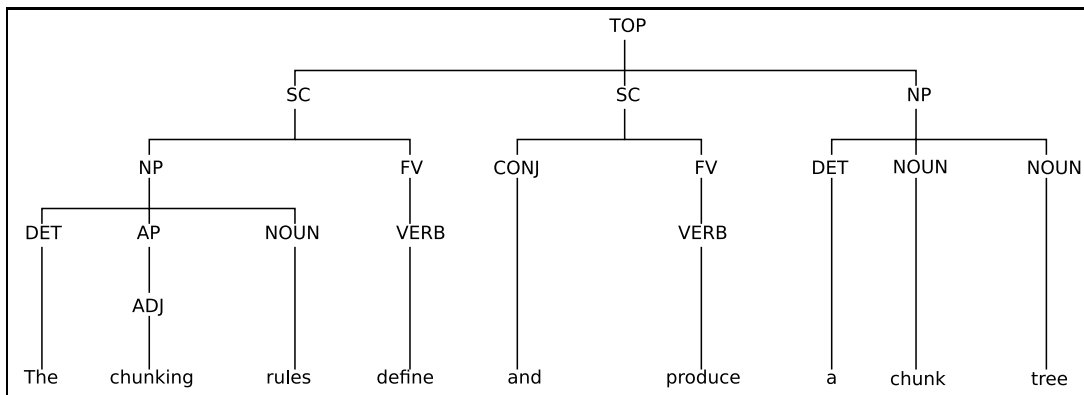 TOP
SC SC NP
NP FV CONJ FV DET NOUN NOUN
DET AP NOUN VERB VERB
ADJ
The chunking rules define and produce a chunk tree